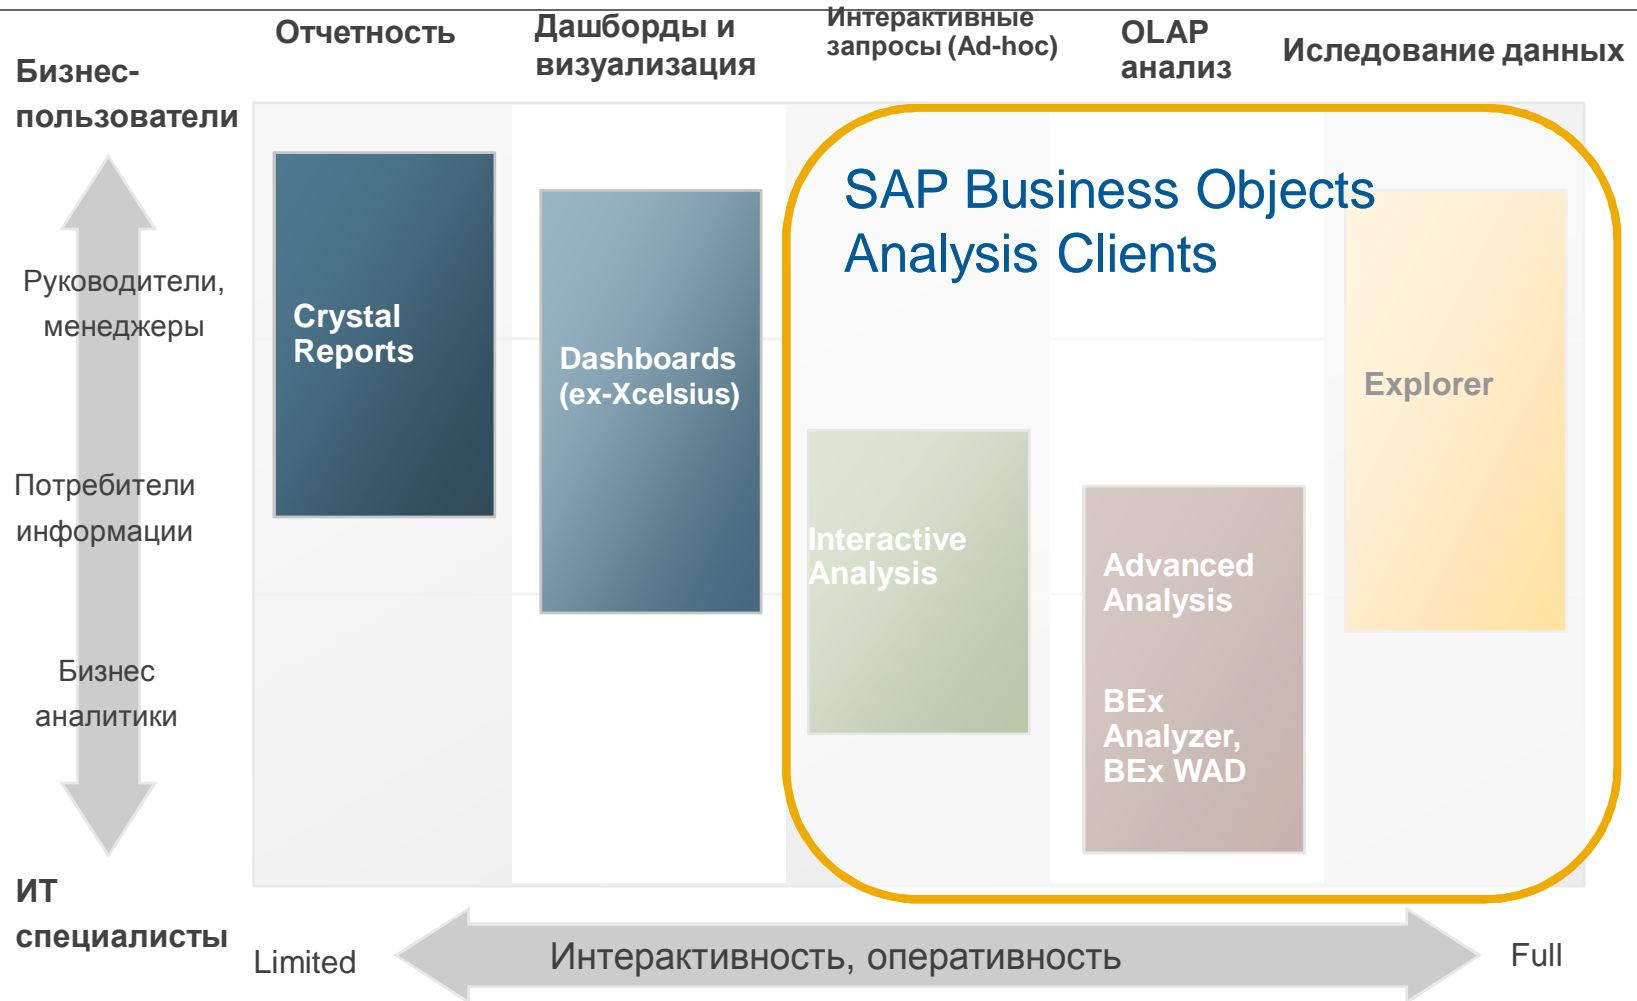 Отчетность
Дашборды и
визуализация
Интерактивные
запросы (Ad-hoc)
OLAP
анализ
Иследование данных
Бизнес-
пользователи
SAP Business Objects
Analysis Clients
Руководители,
менеджеры
Crystal
Reports
Dashboards
(ex-Xcelsius)
Explorer
Потребители
информации
Interactive
Analysis
Advanced
Analysis
Бизнес
аналитики
BEx
Analyzer,
BEx WAD
ИТ
специалисты
Limited
Интерактивность, оперативность
Full